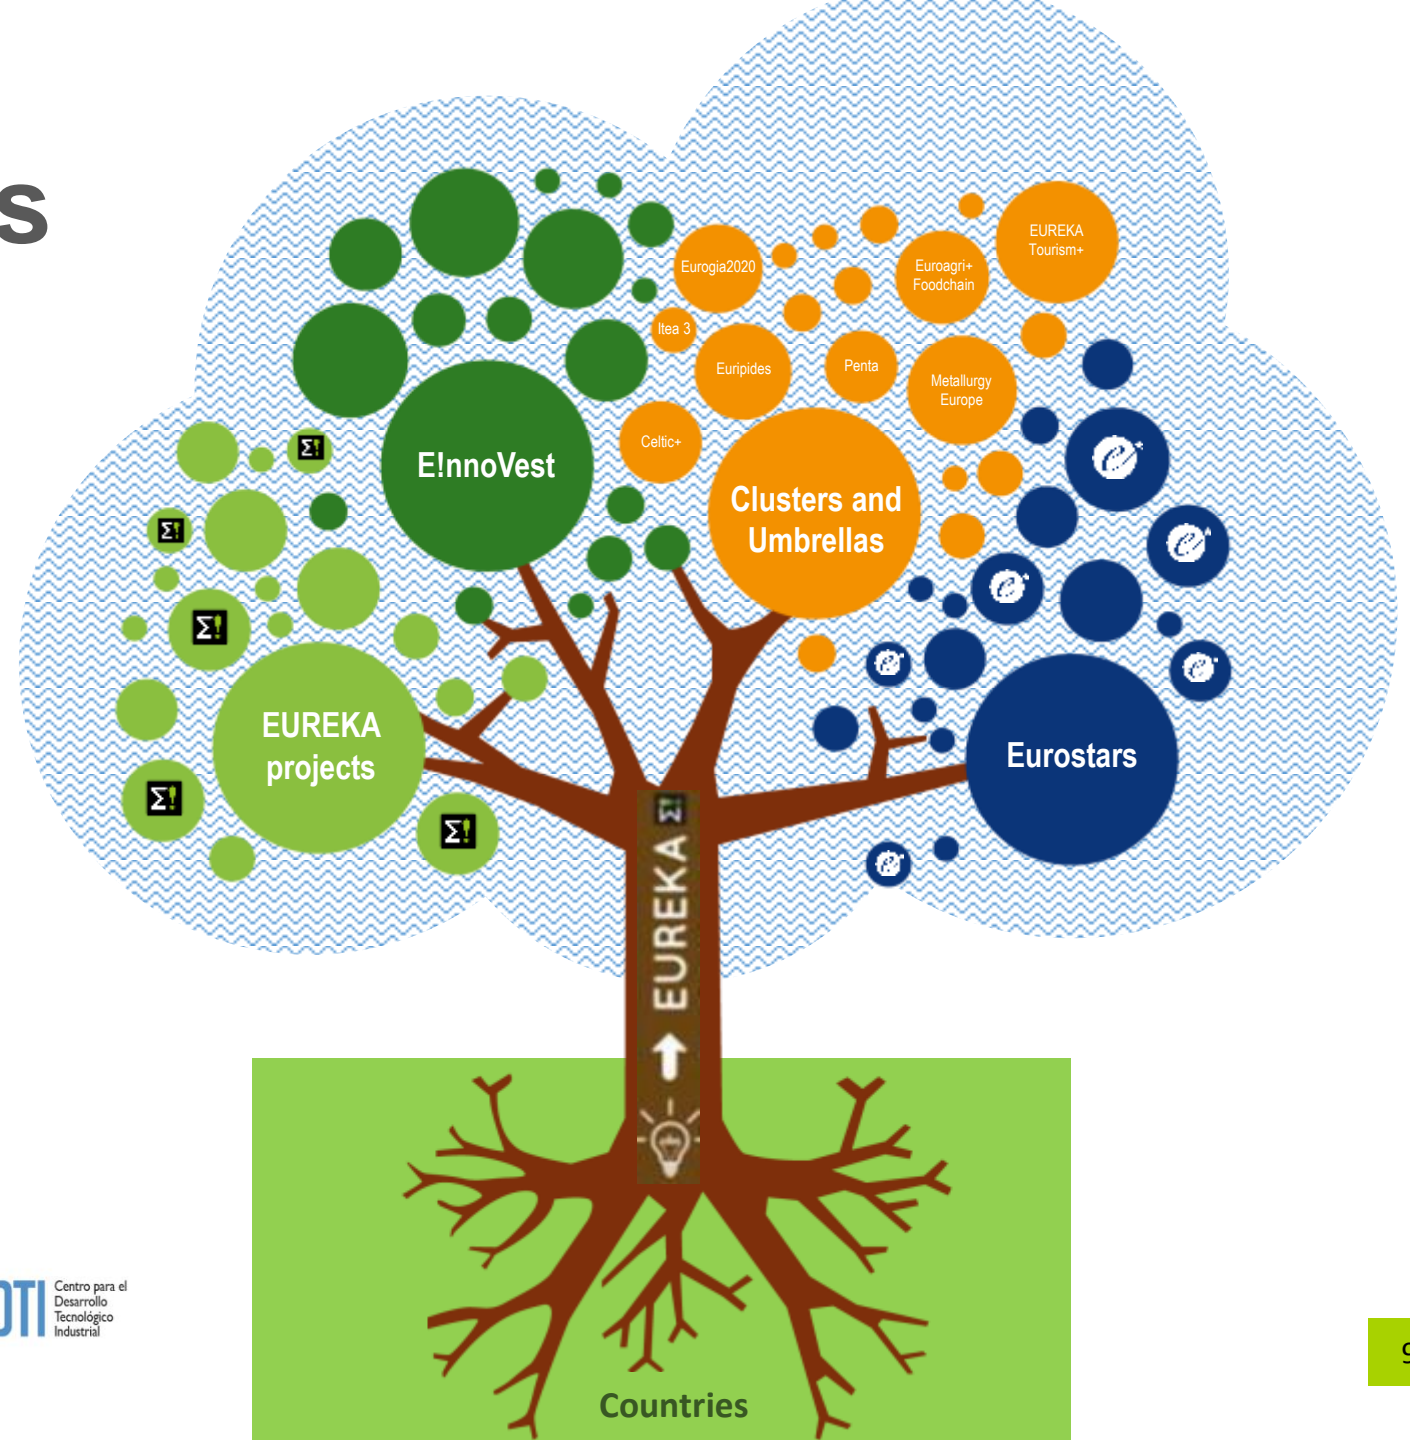 s
EUREKA
Tourism+
Eurogia2020
Euroagri+
Foodchain
Itea 3
Euripides
Penta
Metallurgy
Europe
Celtic+
E!nnoVest
Clusters and
Umbrellas
EUREKA
projects
Eurostars
Σ!
Σ!
Σ!
Σ!
Σ!
EUREKA Σ!
Countries
DTI
Centro para el
Desarrollo
Tecnológico
Industrial